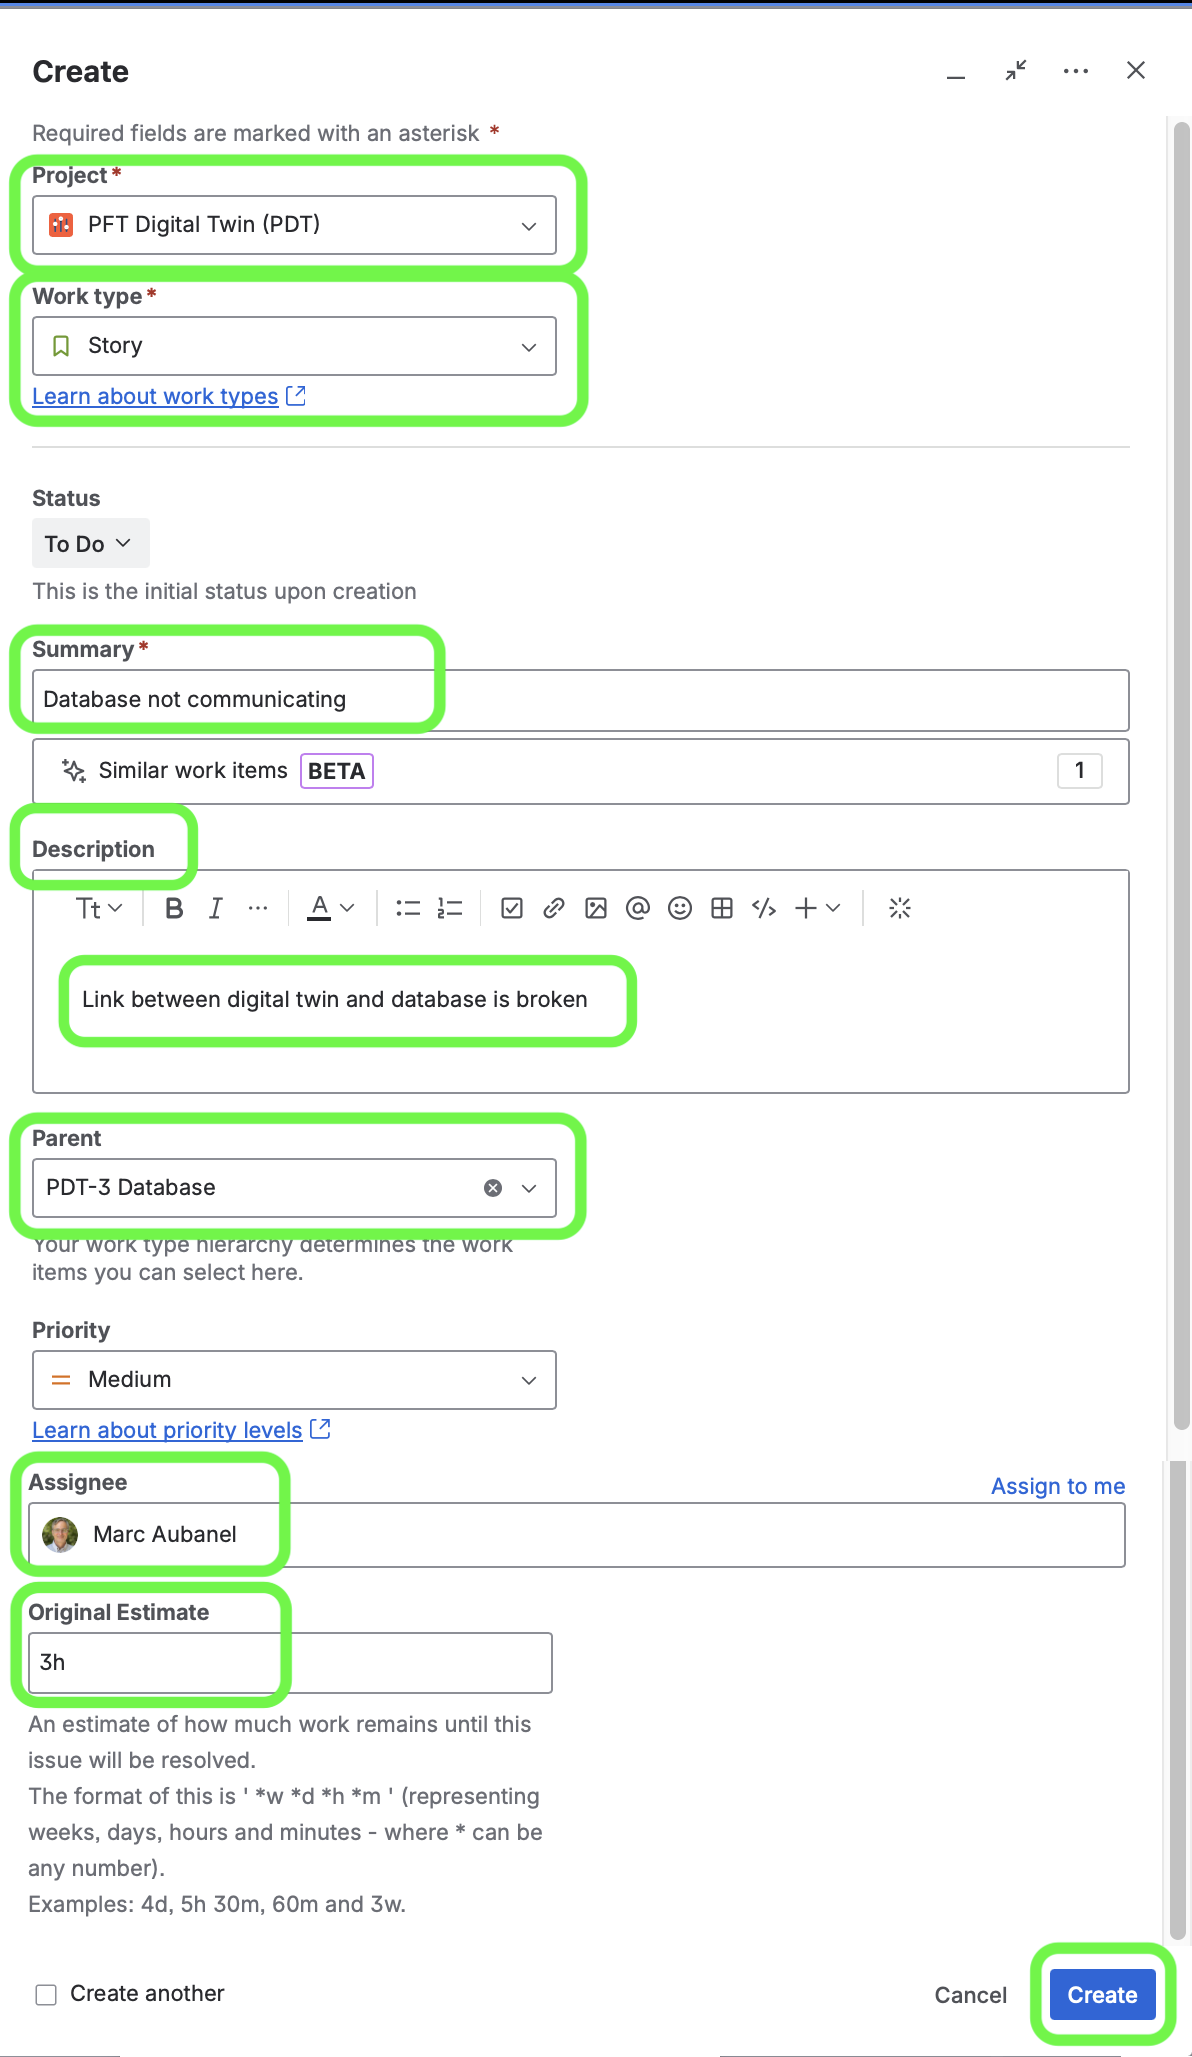 Create
Required fields are marked with an asterisk *
Project *
PFT Digital Twin (PDT)
Work type *
Story
Learn about work types
Status
To Do
This is the initial status upon creation
Summary *
Database not communicating
Similar work items BETA 1
Description
Tt B I ... A @ </> +
Link between digital twin and database is broken
Parent
PDT-3 Database
Your work type hierarchy determines the work
items you can select here.
Priority
Medium
Learn about priority levels
Assignee
Assign to me
Marc Aubanel
Original Estimate
3h
An estimate of how much work remains until this
issue will be resolved.
The format of this is ' *w *d *h *m ' (representing
weeks, days, hours and minutes - where * can be
any number).
Examples: 4d, 5h 30m, 60m and 3w.
Create another
Cancel
Create